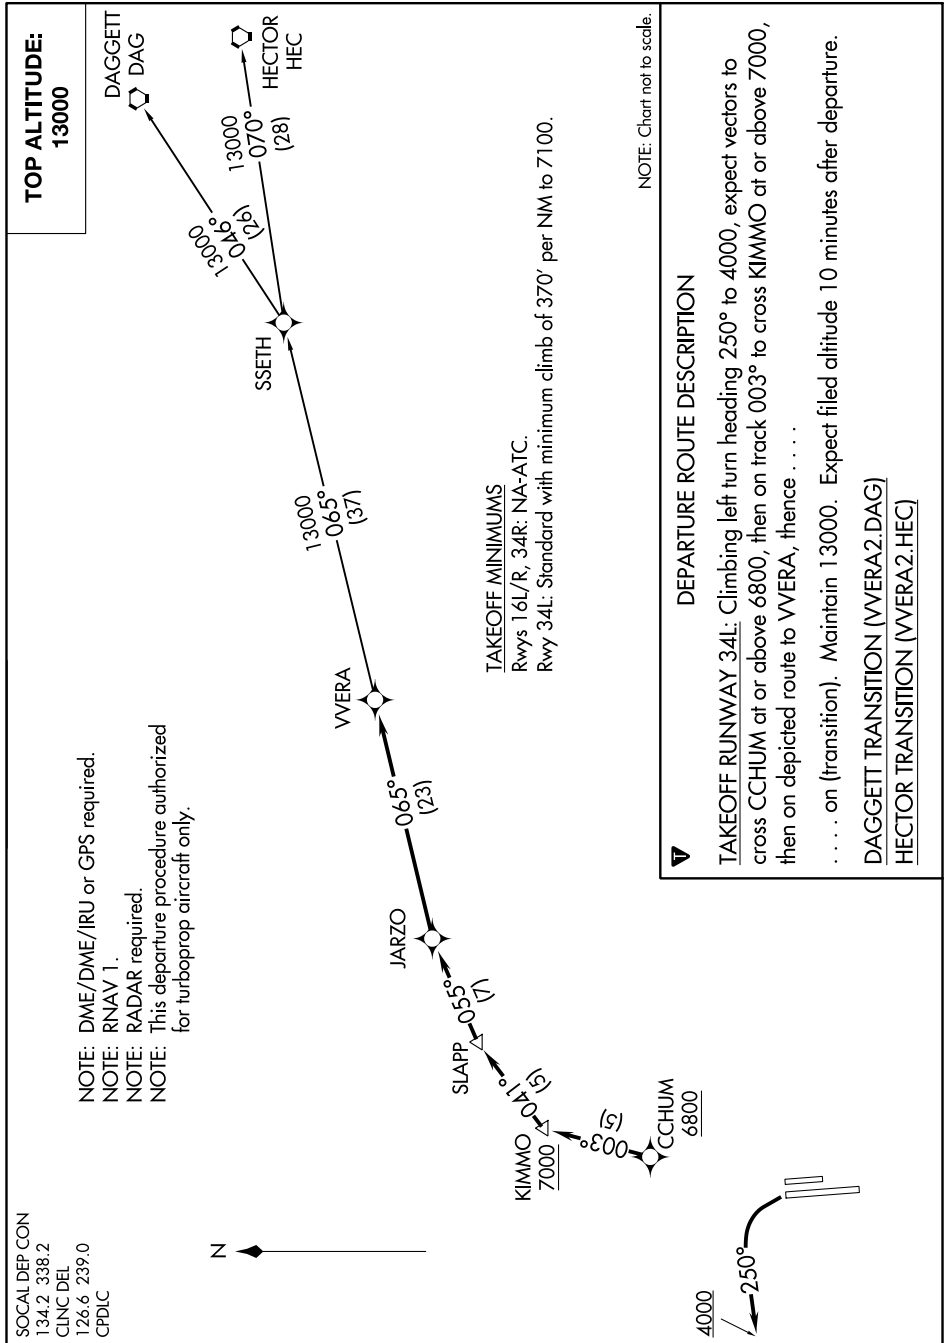 SOCAL DEP CON
134.2 338.2
CLNC DEL
126.6 239.0
CPDLC
TOP ALTITUDE:
13000
NOTE: DME/DME/IRU or GPS required.
NOTE: RNAV 1.
NOTE: RADAR required.
NOTE: This departure procedure authorized
for turboprop aircraft only.
DAGGETT
DAG
HECTOR
HEC
13000
046°
(26)
13000
070°
(28)
SSETH
13000
065°
(37)
VVERA
065°
(23)
JARZO
055°
(7)
SLAPP
041°
(5)
KIMMO
7000
003°
(5)
CCHUM
6800
N
4000
250°
TAKEOFF MINIMUMS
Rwys 16L/R, 34R: NA-ATC.
Rwy 34L: Standard with minimum climb of 370' per NM to 7100.
NOTE: Chart not to scale.
T
DEPARTURE ROUTE DESCRIPTION
TAKEOFF RUNWAY 34L: Climbing left turn heading 250° to 4000, expect vectors to
cross CCHUM at or above 6800, then on track 003° to cross KIMMO at or above 7000,
then on depicted route to VVERA, thence . . . .
. . . . on (transition). Maintain 13000. Expect filed altitude 10 minutes after departure.
DAGGETT TRANSITION (VVERA2.DAG)
HECTOR TRANSITION (VVERA2.HEC)